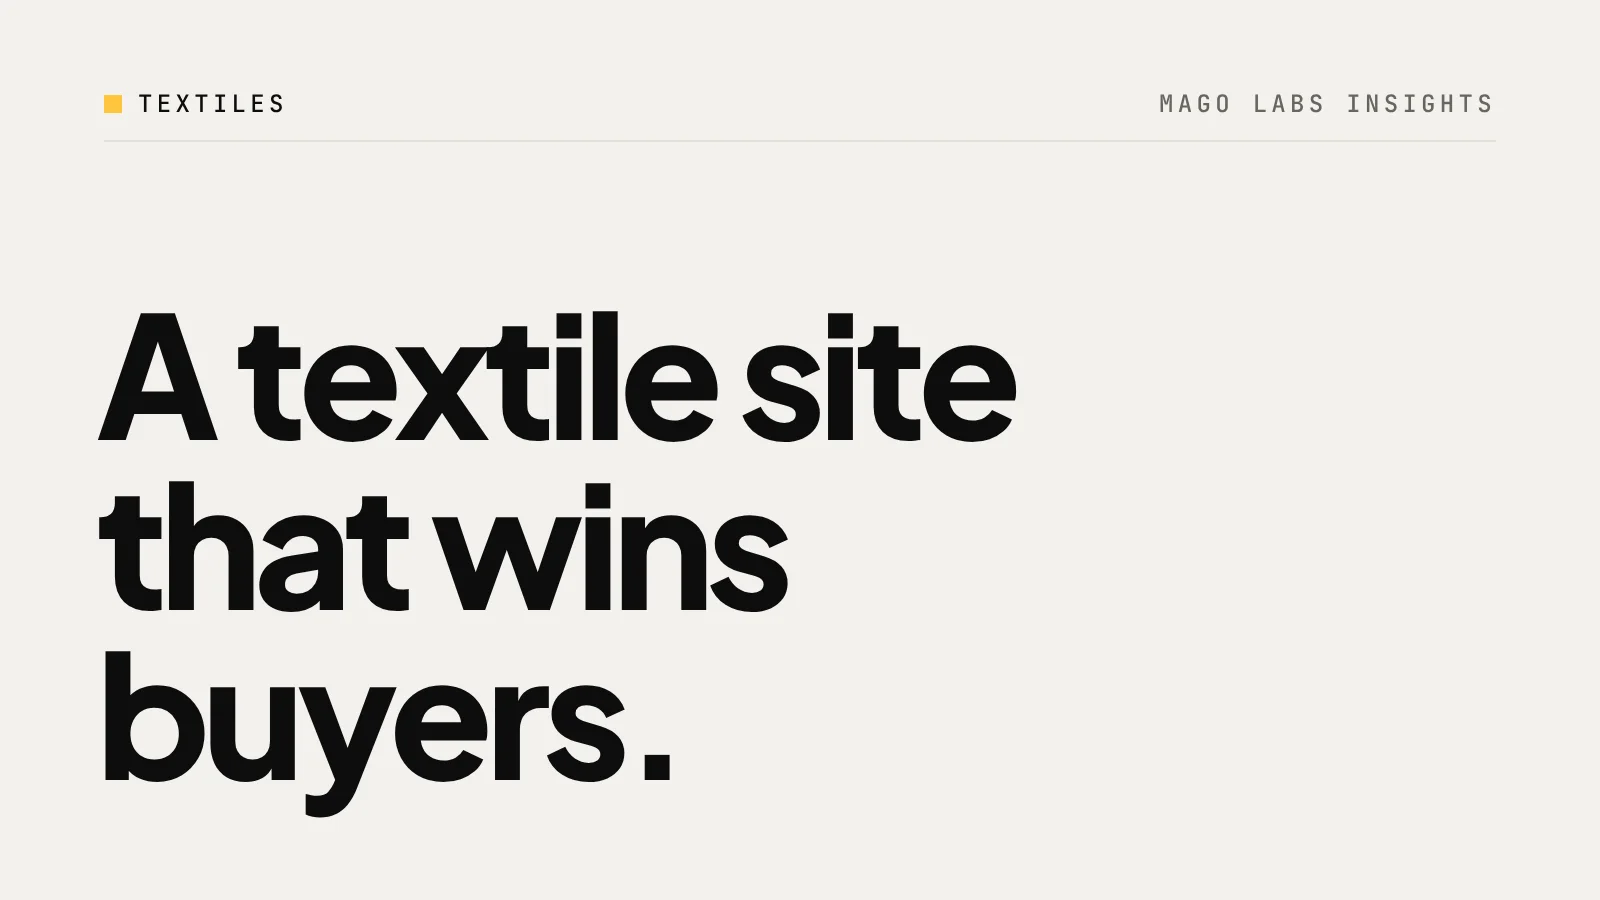 TEXTILES
MAGO LABS INSIGHTS
A textile site
that wins
buyers.